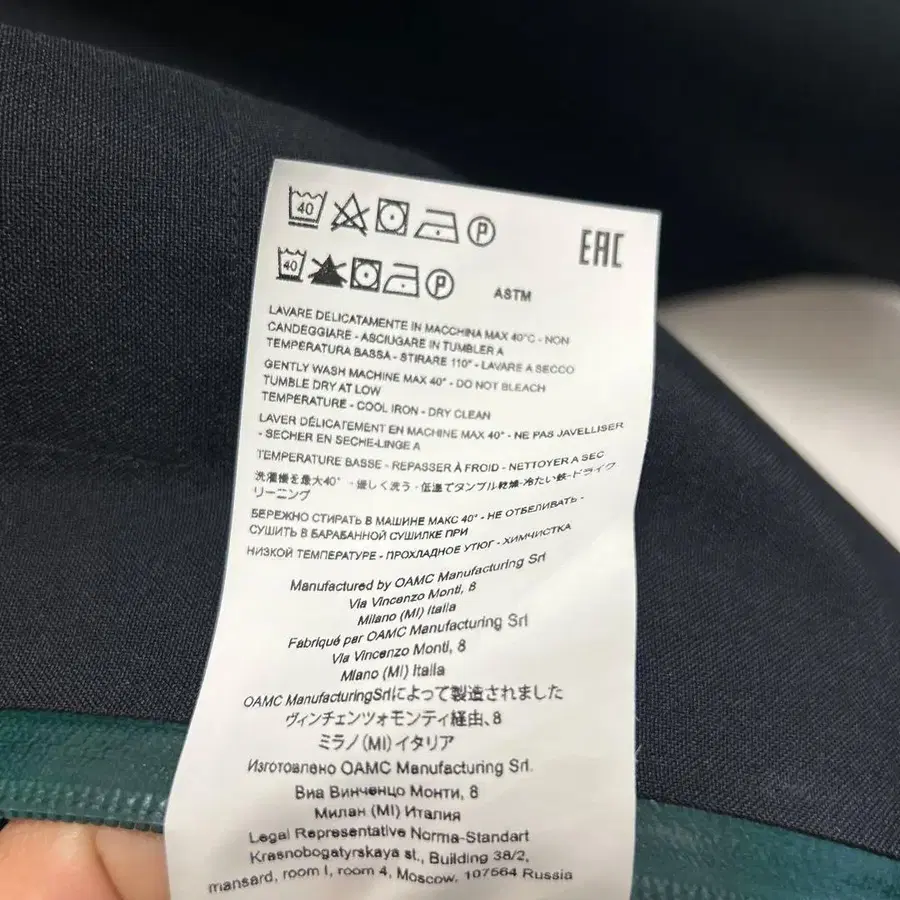 40 P EAC
40 P ASTM
LAVARE DELICATAMENTE IN MACCHINA MAX 40°C - NON
CANDEGGIARE - ASCIUGARE IN TUMBLER A
TEMPERATURA BASSA - STIRARE 110° - LAVARE A SECCO
GENTLY WASH MACHINE MAX 40° - DO NOT BLEACH
TUMBLE DRY AT LOW
TEMPERATURE - COOL IRON - DRY CLEAN
LAVER DÉLICATEMENT EN MACHINE MAX 40° - NE PAS JAVELLISER
- SECHER EN SECHE-LINGE A
TEMPERATURE BASSE - REPASSER À FROID - NETTOYER A SEC
洗濯機を最大40° - 優しく洗う - 低温でタンブル乾燥-冷たい鉄-ドライク
リーニング
БЕРЕЖНО СТИРАТЬ В МАШИНЕ МАКС 40° - НЕ ОТБЕЛИВАТЬ -
СУШИТЬ В БАРАБАННОЙ СУШИЛКЕ ПРИ
НИЗКОЙ ТЕМПЕРАТУРЕ - ПРОХЛАДНОЕ УТЮГ - ХИМЧИСТКА
Manufactured by OAMC Manufacturing Srl
Via Vincenzo Monti, 8
Milano (MI) Italia
Fabriqué par OAMC Manufacturing Srl
Via Vincenzo Monti, 8
Milano (MI) Italia
OAMC ManufacturingSrlによって製造されました
ヴィンチェンツォモンティ経由、8
ミラノ(MI)イタリア
Изготовлено OAMC Manufacturing Srl.
Виа Винченцо Монти, 8
Милан (MI) Италия
Legal Representative Norma-Standart
Krasnobogatyrskaya st., Building 38/2,
mansard, room I, room 4, Moscow, 107564 Russia